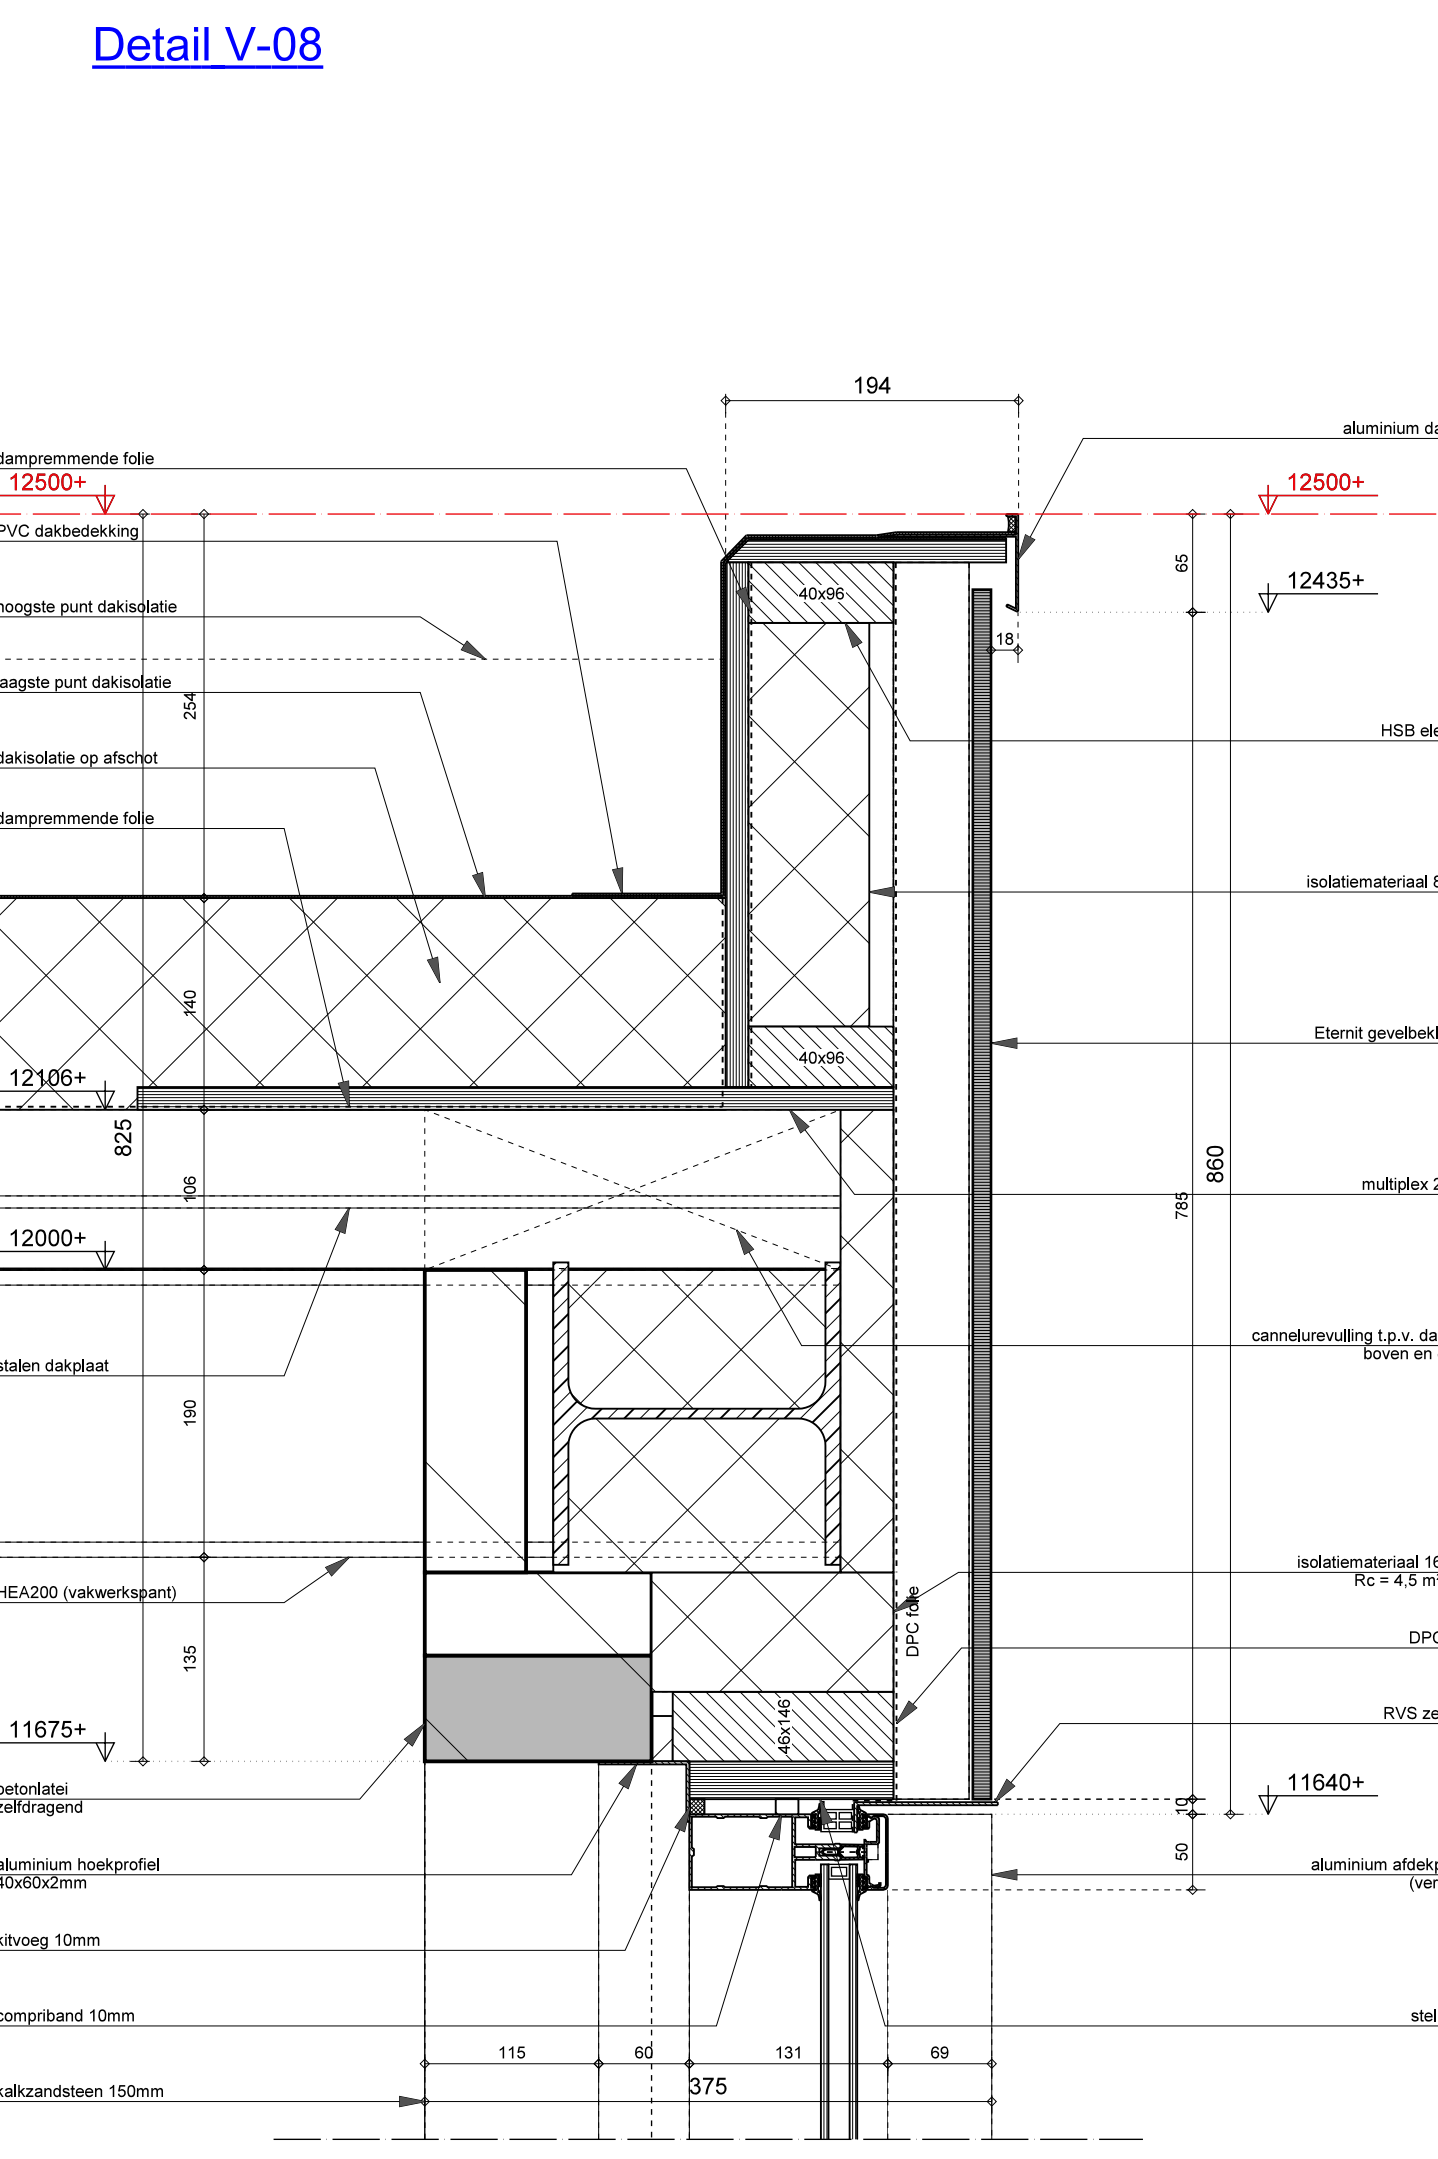 Detail V-08
194
aluminium da
dampremmende folie
12500+
12500+
PVC dakbedekking
65
12435+
40x96
hoogste punt dakisolatie
18
laagste punt dakisolatie
254
HSB ele
dakisolatie op afschot
dampremmende folie
isolatiemateriaal 8
140
Eternit gevelbekl
40x96
12106+
825
860
106
785
multiplex 2
12000+
cannelurevulling t.p.v. da
boven en
stalen dakplaat
190
isolatiemateriaal 16
Rc = 4,5 m²
HEA200 (vakwerkspant)
DPC folie
DPC
135
46x146
RVS ze
11675+
betonlatei
zelfdragend
11640+
10
50
aluminium hoekprofiel
40x60x2mm
aluminium afdekp
(ver
kitvoeg 10mm
compriband 10mm
stel
115
60
131
69
375
kalkzandsteen 150mm